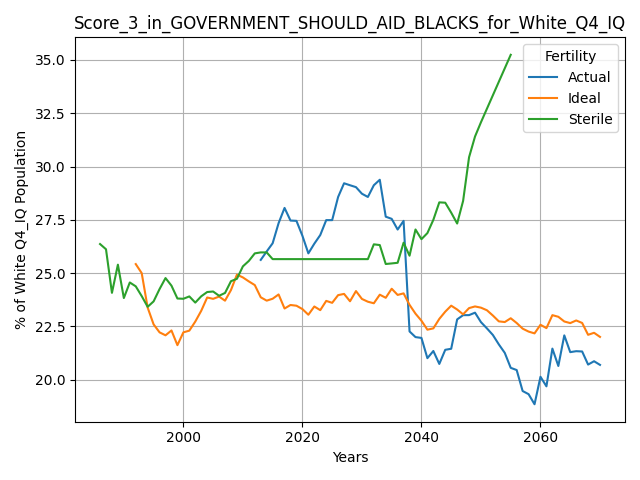 Score_3_in_GOVERNMENT_SHOULD_AID_BLACKS_for_White_Q4_IQ
Fertility
Actual
Ideal
Sterile
% of White Q4_IQ Population
35.0
32.5
30.0
27.5
25.0
22.5
20.0
2000 2020 2040 2060
Years